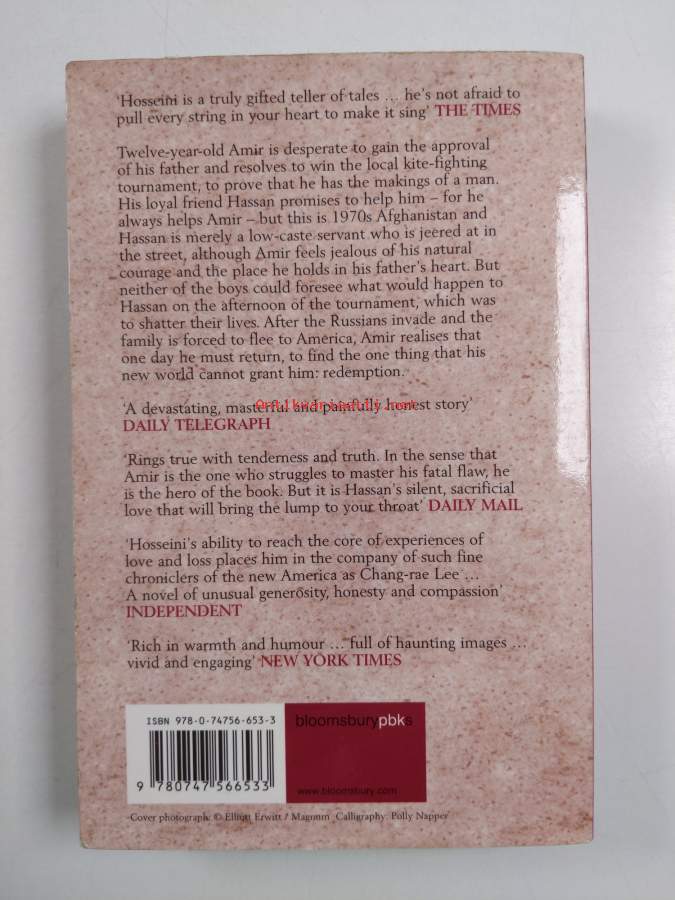 ‘Hosseini is a truly gifted teller of tales ... he’s not afraid to
pull every string in your heart to make it sing’ THE TIMES
Twelve-year-old Amir is desperate to gain the approval
of his father and resolves to win the local kite-fighting
tournament, to prove that he has the makings of a man.
His loyal friend Hassan promises to help him – for he
always helps Amir – but this is 1970s Afghanistan and
Hassan is merely a low-caste servant who is jeered at in
the street, although Amir feels jealous of his natural
courage and the place he holds in his father’s heart. But
neither of the boys could foresee what would happen to
Hassan on the afternoon of the tournament, which was
to shatter their lives. After the Russians invade and the
family is forced to flee to America, Amir realises that
one day he must return, to find the one thing that his
new world cannot grant him: redemption.
‘A devastating, masterful and painfully honest story’
DAILY TELEGRAPH
‘Rings true with tenderness and truth. In the sense that
Amir is the one who struggles to master his fatal flaw, he
is the hero of the book. But it is Hassan’s silent, sacrificial
love that will bring the lump to your throat’ DAILY MAIL
‘Hosseini’s ability to reach the core of experiences of
love and loss places him in the company of such fine
chroniclers of the new America as Chang-rae Lee ...
A novel of unusual generosity, honesty and compassion’
INDEPENDENT
‘Rich in warmth and humour ... full of haunting images ...
vivid and engaging’ NEW YORK TIMES
ISBN 978-0-74756-653-3
bloomsburypbks
9 780747 566533
www.bloomsbury.com
Cover photograph: © Elliott Erwitt / Magnum Calligraphy: Polly Napper